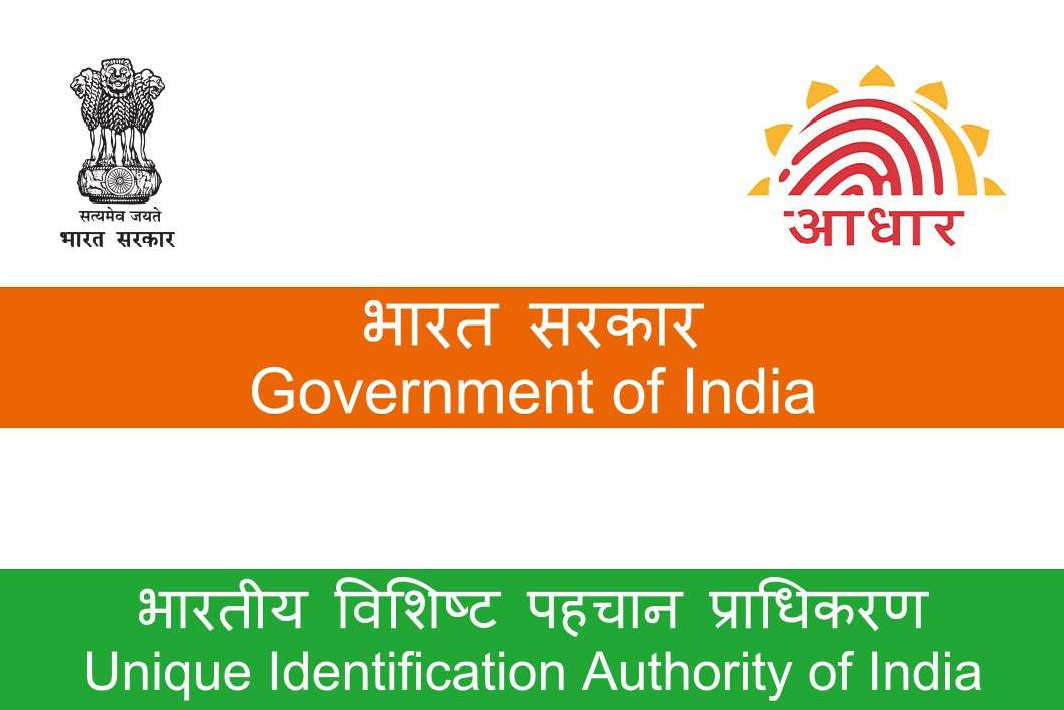 सत्यमेव जयते
भारत सरकार
आधार
भारत सरकार
Government of India
भारतीय विशिष्ट पहचान प्राधिकरण
Unique Identification Authority of India